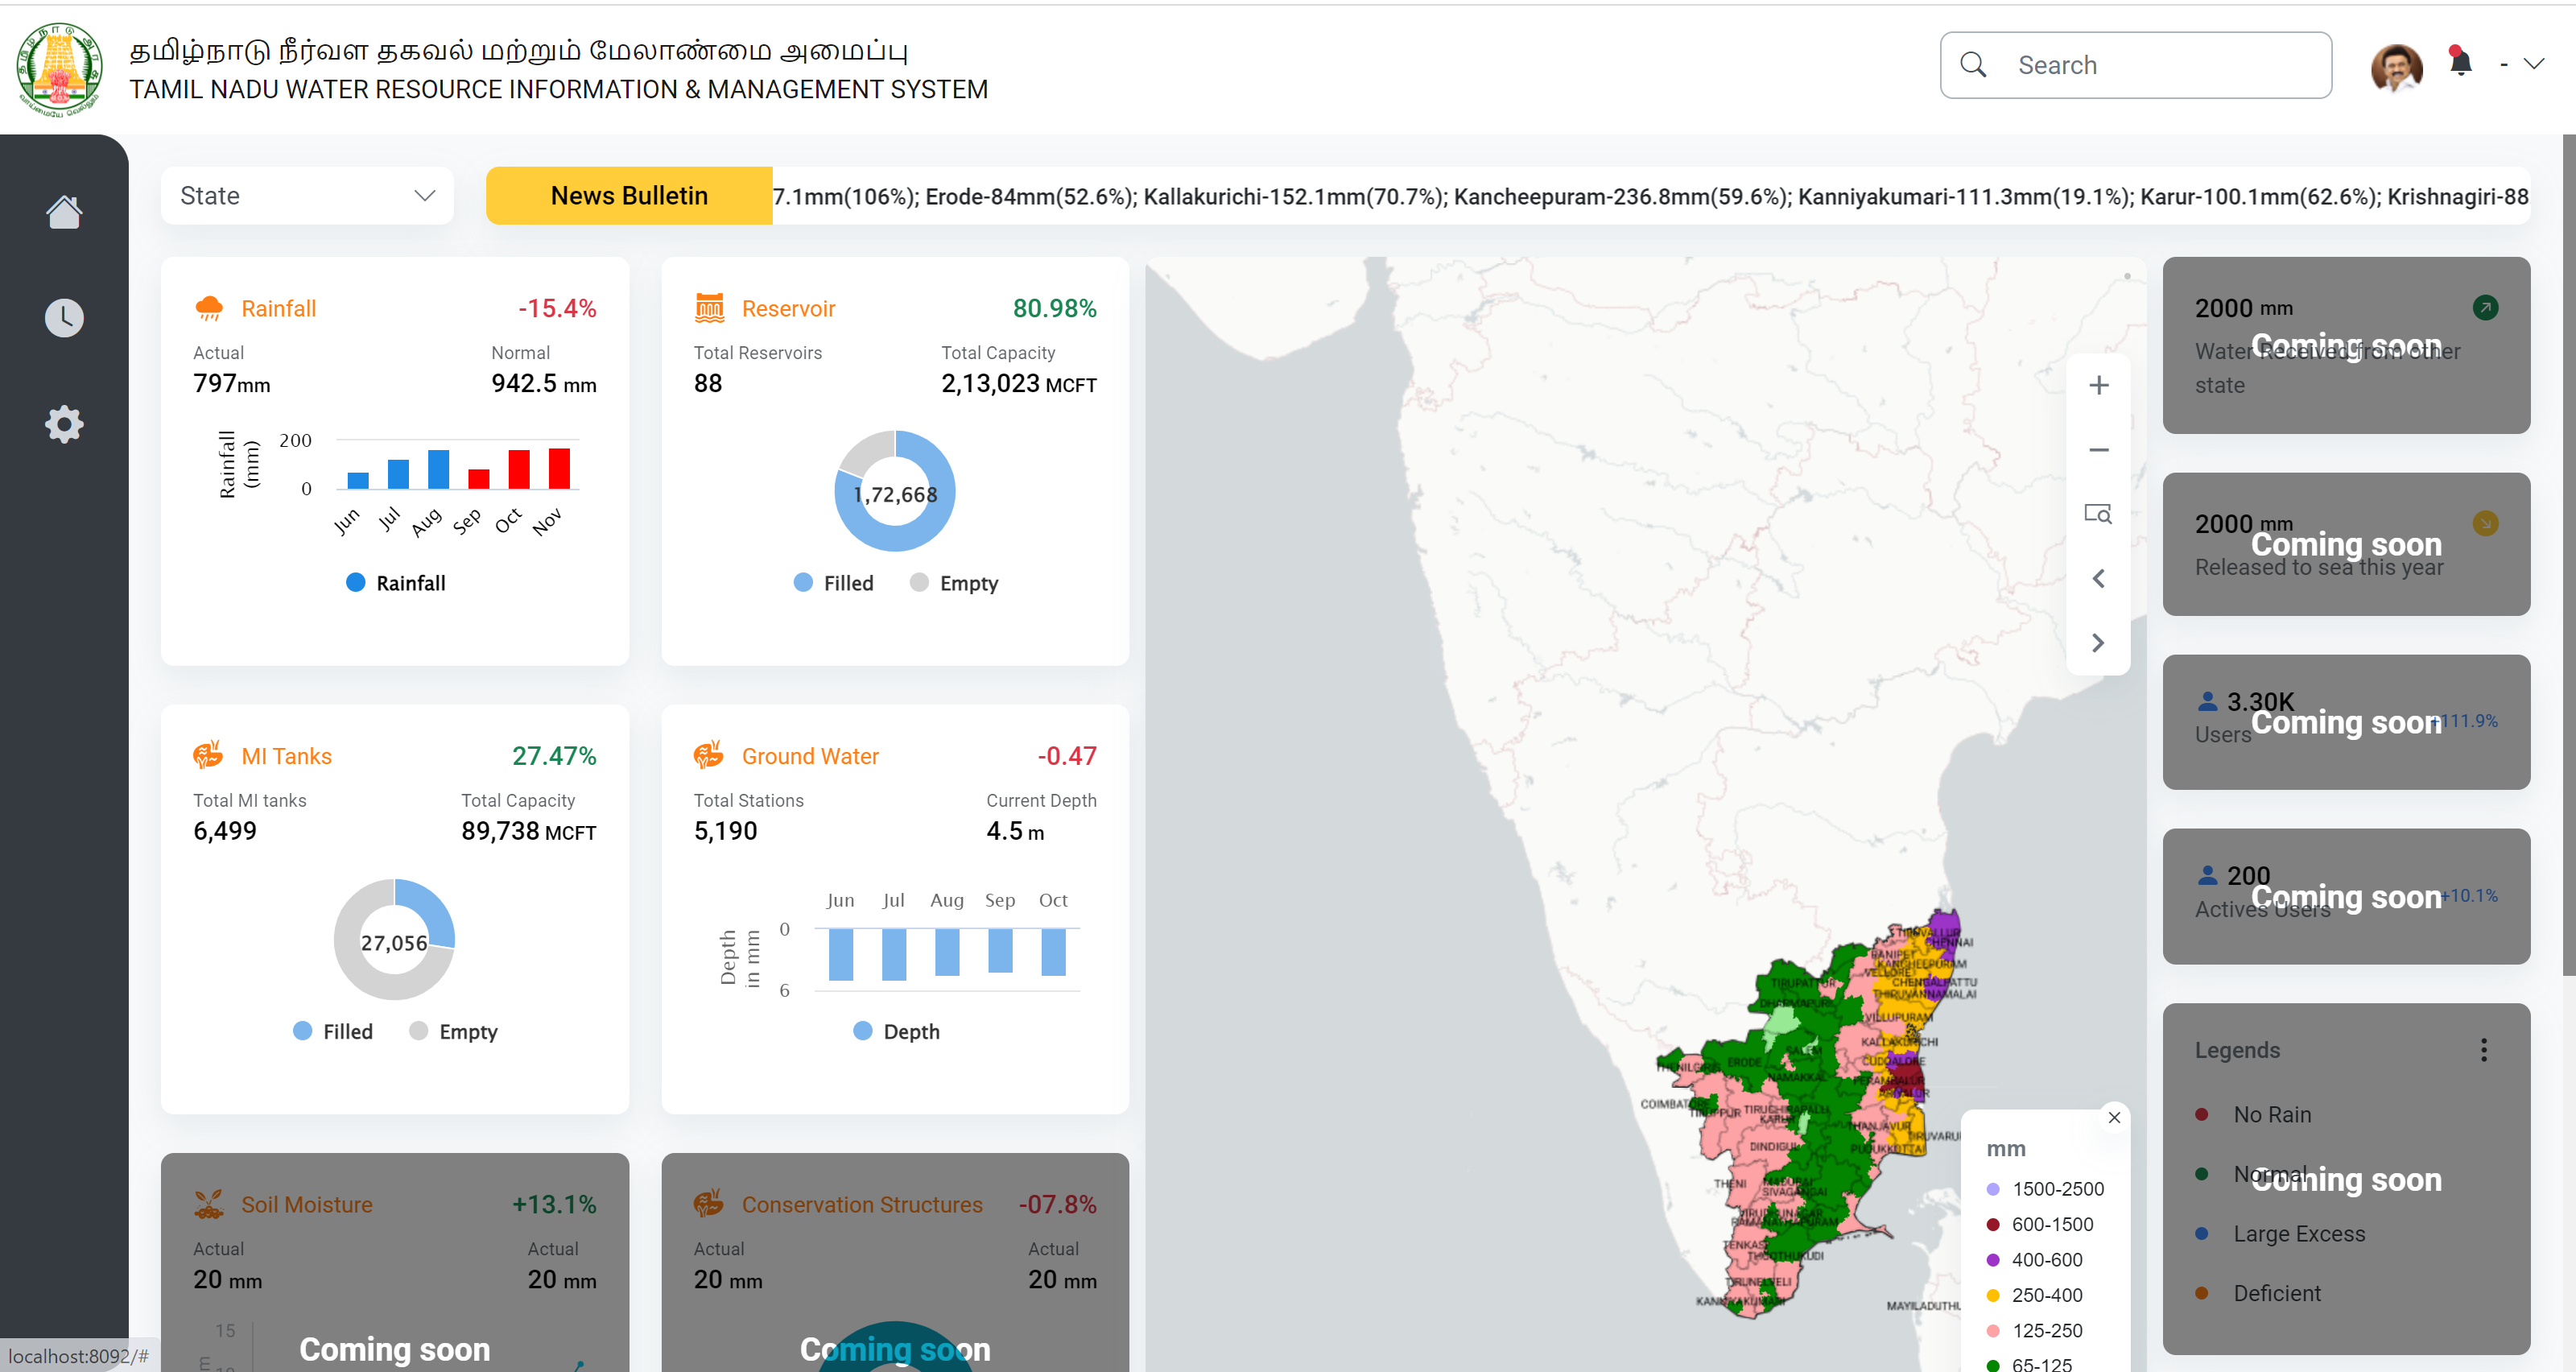 தமிழ்நாடு நீர்வள தகவல் மற்றும் மேலாண்மை அமைப்பு
TAMIL NADU WATER RESOURCE INFORMATION & MANAGEMENT SYSTEM
Search
-
State
News Bulletin
7.1mm(106%); Erode-84mm(52.6%); Kallakurichi-152.1mm(70.7%); Kancheepuram-236.8mm(59.6%); Kanniyakumari-111.3mm(19.1%); Karur-100.1mm(62.6%); Krishnagiri-88
Rainfall -15.4%
Actual Normal
797mm 942.5 mm
Rainfall (mm)
200
0
Jun Jul Aug Sep Oct Nov
Rainfall
Reservoir 80.98%
Total Reservoirs Total Capacity
88 2,13,023 MCFT
1,72,668
Filled Empty
MI Tanks 27.47%
Total MI tanks Total Capacity
6,499 89,738 MCFT
27,056
Filled Empty
Ground Water -0.47
Total Stations Current Depth
5,190 4.5 m
Jun Jul Aug Sep Oct
Depth in mm
0
6
Depth
Soil Moisture +13.1%
Actual Actual
20 mm 20 mm
15
Coming soon
Conservation Structures -07.8%
Actual Actual
20 mm 20 mm
Coming soon
TIRUVALLUR
CHENNAI
RANIPET
KANCHEEPURAM
VELLORE
CHENGALPATTU
TIRUPATTUR
THIRUVANNAMALAI
DHARMAPURI
VILLUPURAM
KALLAKURICHI
SALEM
CUDDALORE
ERODE
THENILGIRIS
NAMAKKAL
PERAMBALUR
ARIYALUR
COIMBATORE
TIRUPPUR
TIRUCHIRAPALLI
KARUR
THANJAVUR
TIRUVARU
DINDIGUL
PUDUKKOTTAI
THENI
MADURAI
SIVAGANGAI
VIRUDHUNAGAR
RAMANATHAPURAM
TENKASI
THOOTHUKUDI
TIRUNELVELI
KANNIYAKUMARI
MAYILADUTHU
mm
1500-2500
600-1500
400-600
250-400
125-250
65-125
2000 mm
Water Received from other
state
Coming soon
2000 mm
Released to sea this year
Coming soon
3.30K
Users
+111.9%
Coming soon
200
Actives Users
+10.1%
Coming soon
Legends
No Rain
Normal
Large Excess
Deficient
Coming soon
localhost:8092/#